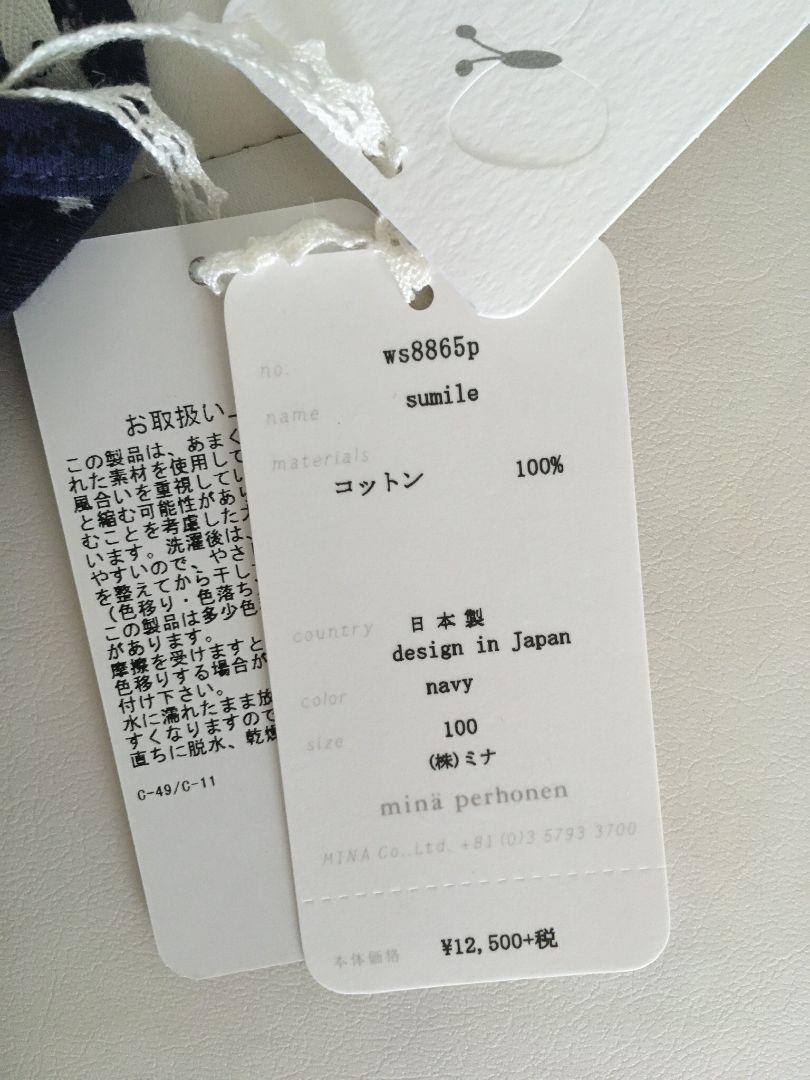 no. ws8865p
name sumile
materials
コットン 100%
country 日本製
design in Japan
color navy
size 100
(株)ミナ
minä perhonen
MINA Co.,Ltd. +81 (0)3 5793 3700
本体価格 ¥12,500+税
お取扱い
この製品は、あまく
れた素材を使用して
風合いを重視してい
と縮む可能性があり
むことを考慮した
います。洗濯後は、
やすいので、やさし
を整えてから干し
(色移り・色落ち
この製品は多少色
があります。
摩擦を受けますと
色移りする場合が
付け下さい。
水に濡れたまま放
すくなりますので
直ちに脱水、乾燥
C-49/C-11